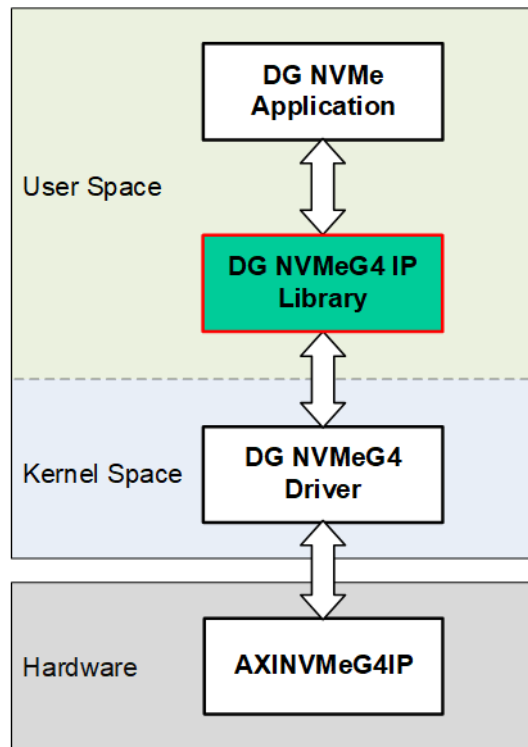 DG NVMe
Application
User Space
DG NVMeG4 IP
Library
DG NVMeG4
Driver
Kernel Space
AXINVMeG4IP
Hardware